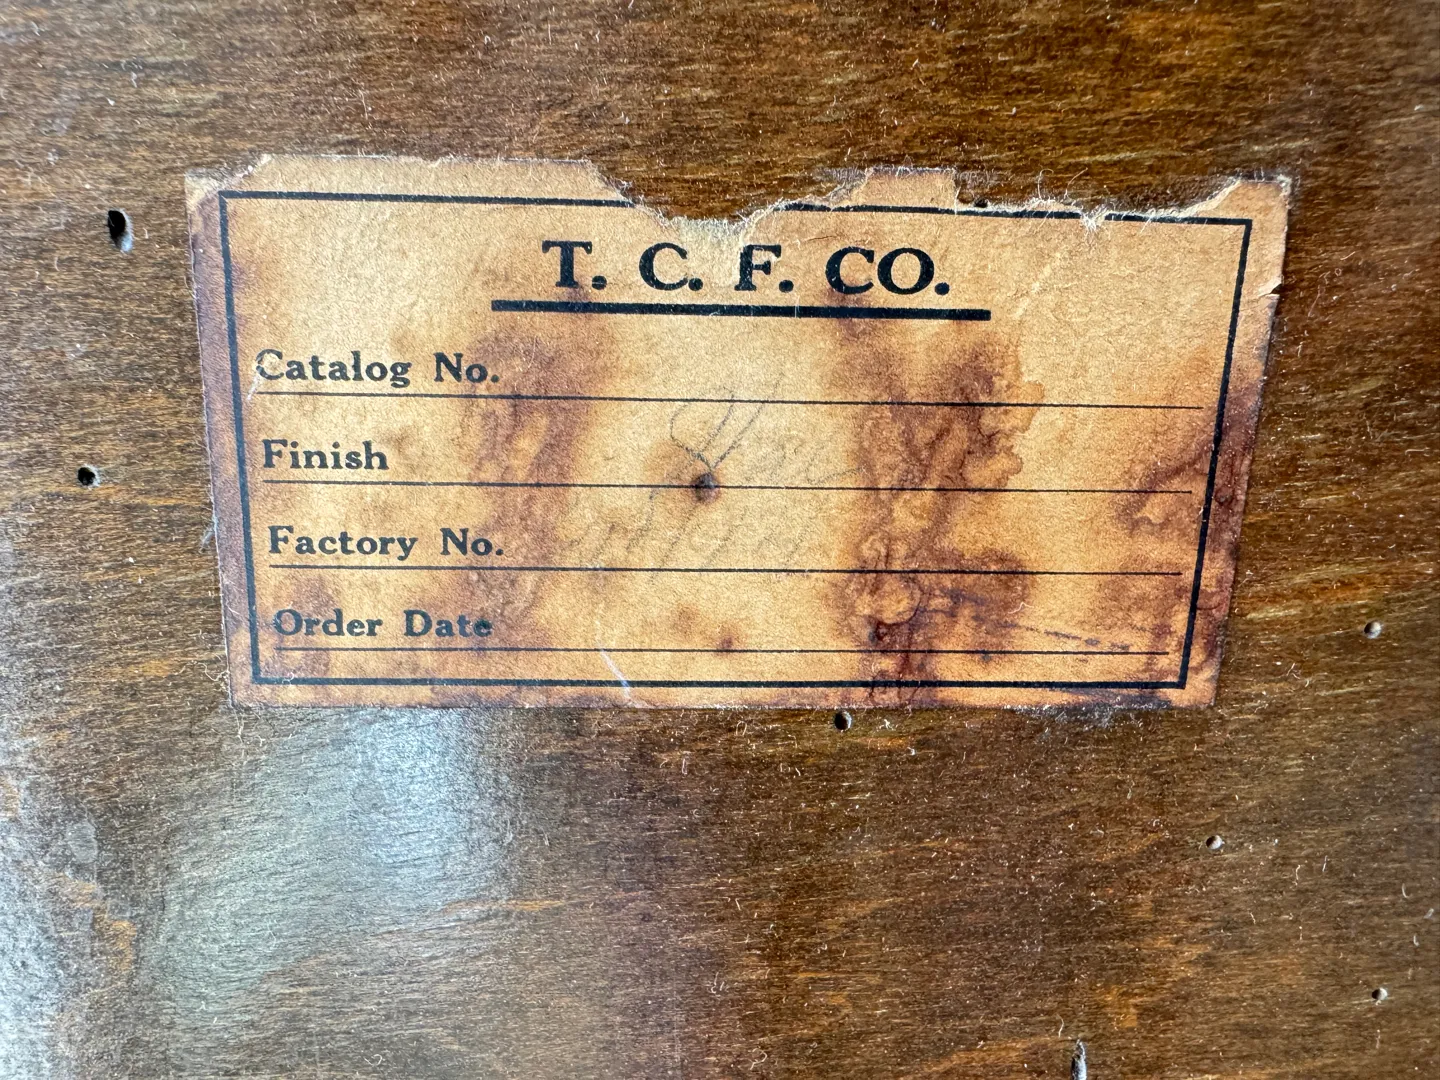 T. C. F. CO.
Catalog No.
Finish
Factory No.
Order Date